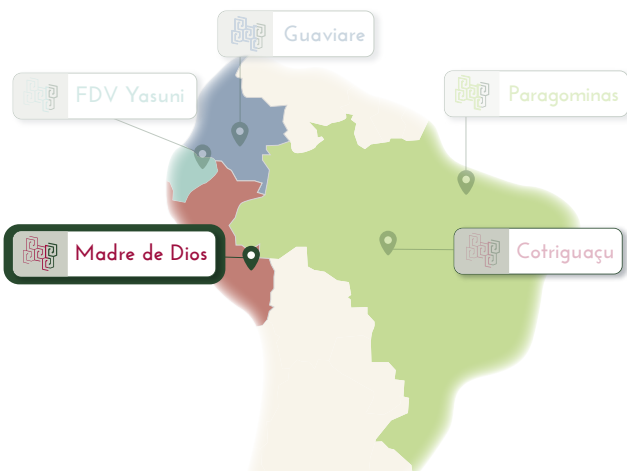 Guaviare
FDV Yasuni
Paragominas
Madre de Dios
Cotriguaçu